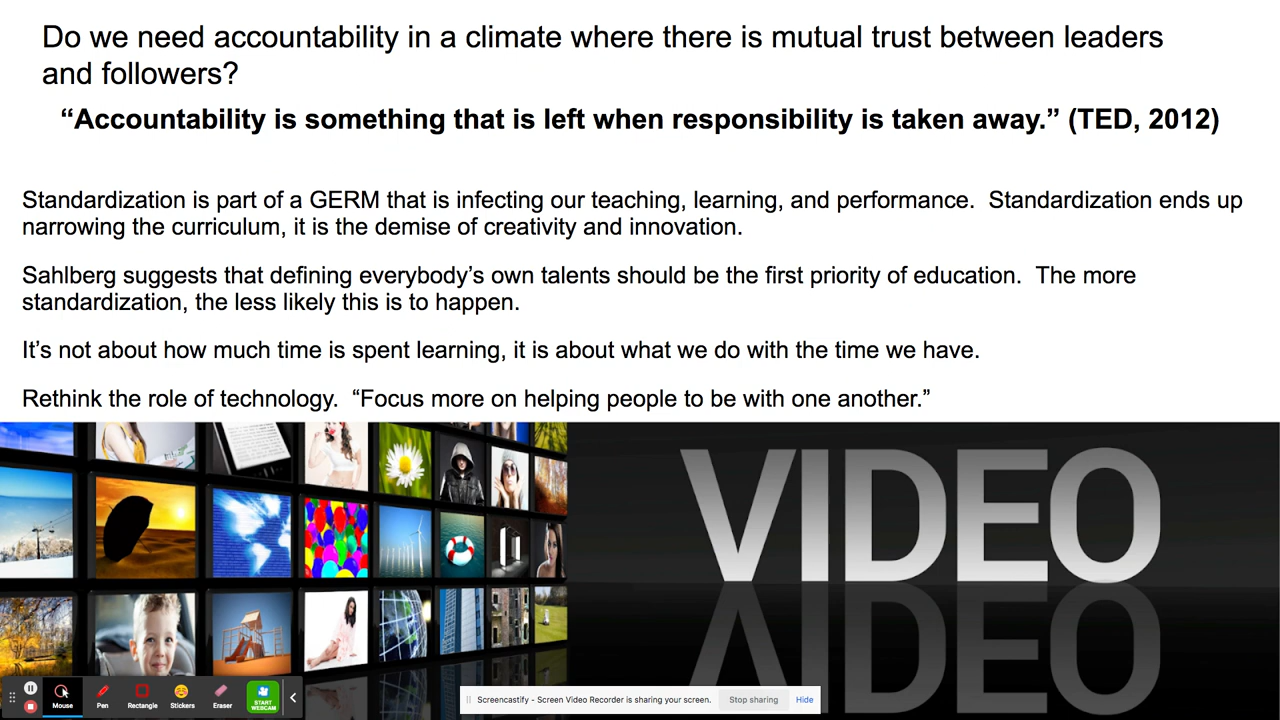 Do we need accountability in a climate where there is mutual trust between leaders
and followers?
“Accountability is something that is left when responsibility is taken away.” (TED, 2012)
Standardization is part of a GERM that is infecting our teaching, learning, and performance.  Standardization ends up
narrowing the curriculum, it is the demise of creativity and innovation.
Sahlberg suggests that defining everybody’s own talents should be the first priority of education.  The more
standardization, the less likely this is to happen.
It’s not about how much time is spent learning, it is about what we do with the time we have.
Rethink the role of technology.  “Focus more on helping people to be with one another.”
VIDEO
Mouse
Pen
Rectangle
Stickers
Eraser
START
WEBCAM
Screencastify - Screen Video Recorder is sharing your screen.
Stop sharing
Hide